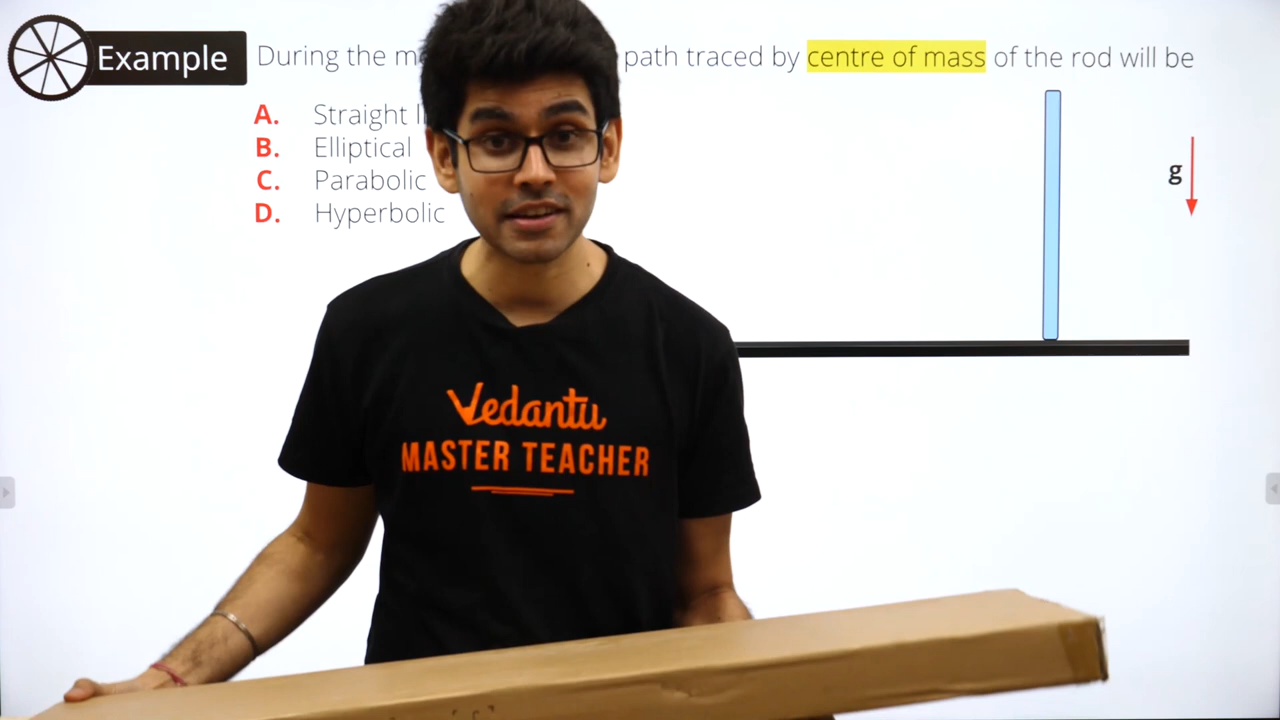 Example
During the path traced by centre of mass of the rod will be
A. Straight
B. Elliptical
C. Parabolic
D. Hyperbolic
g
Vedantu
MASTER TEACHER